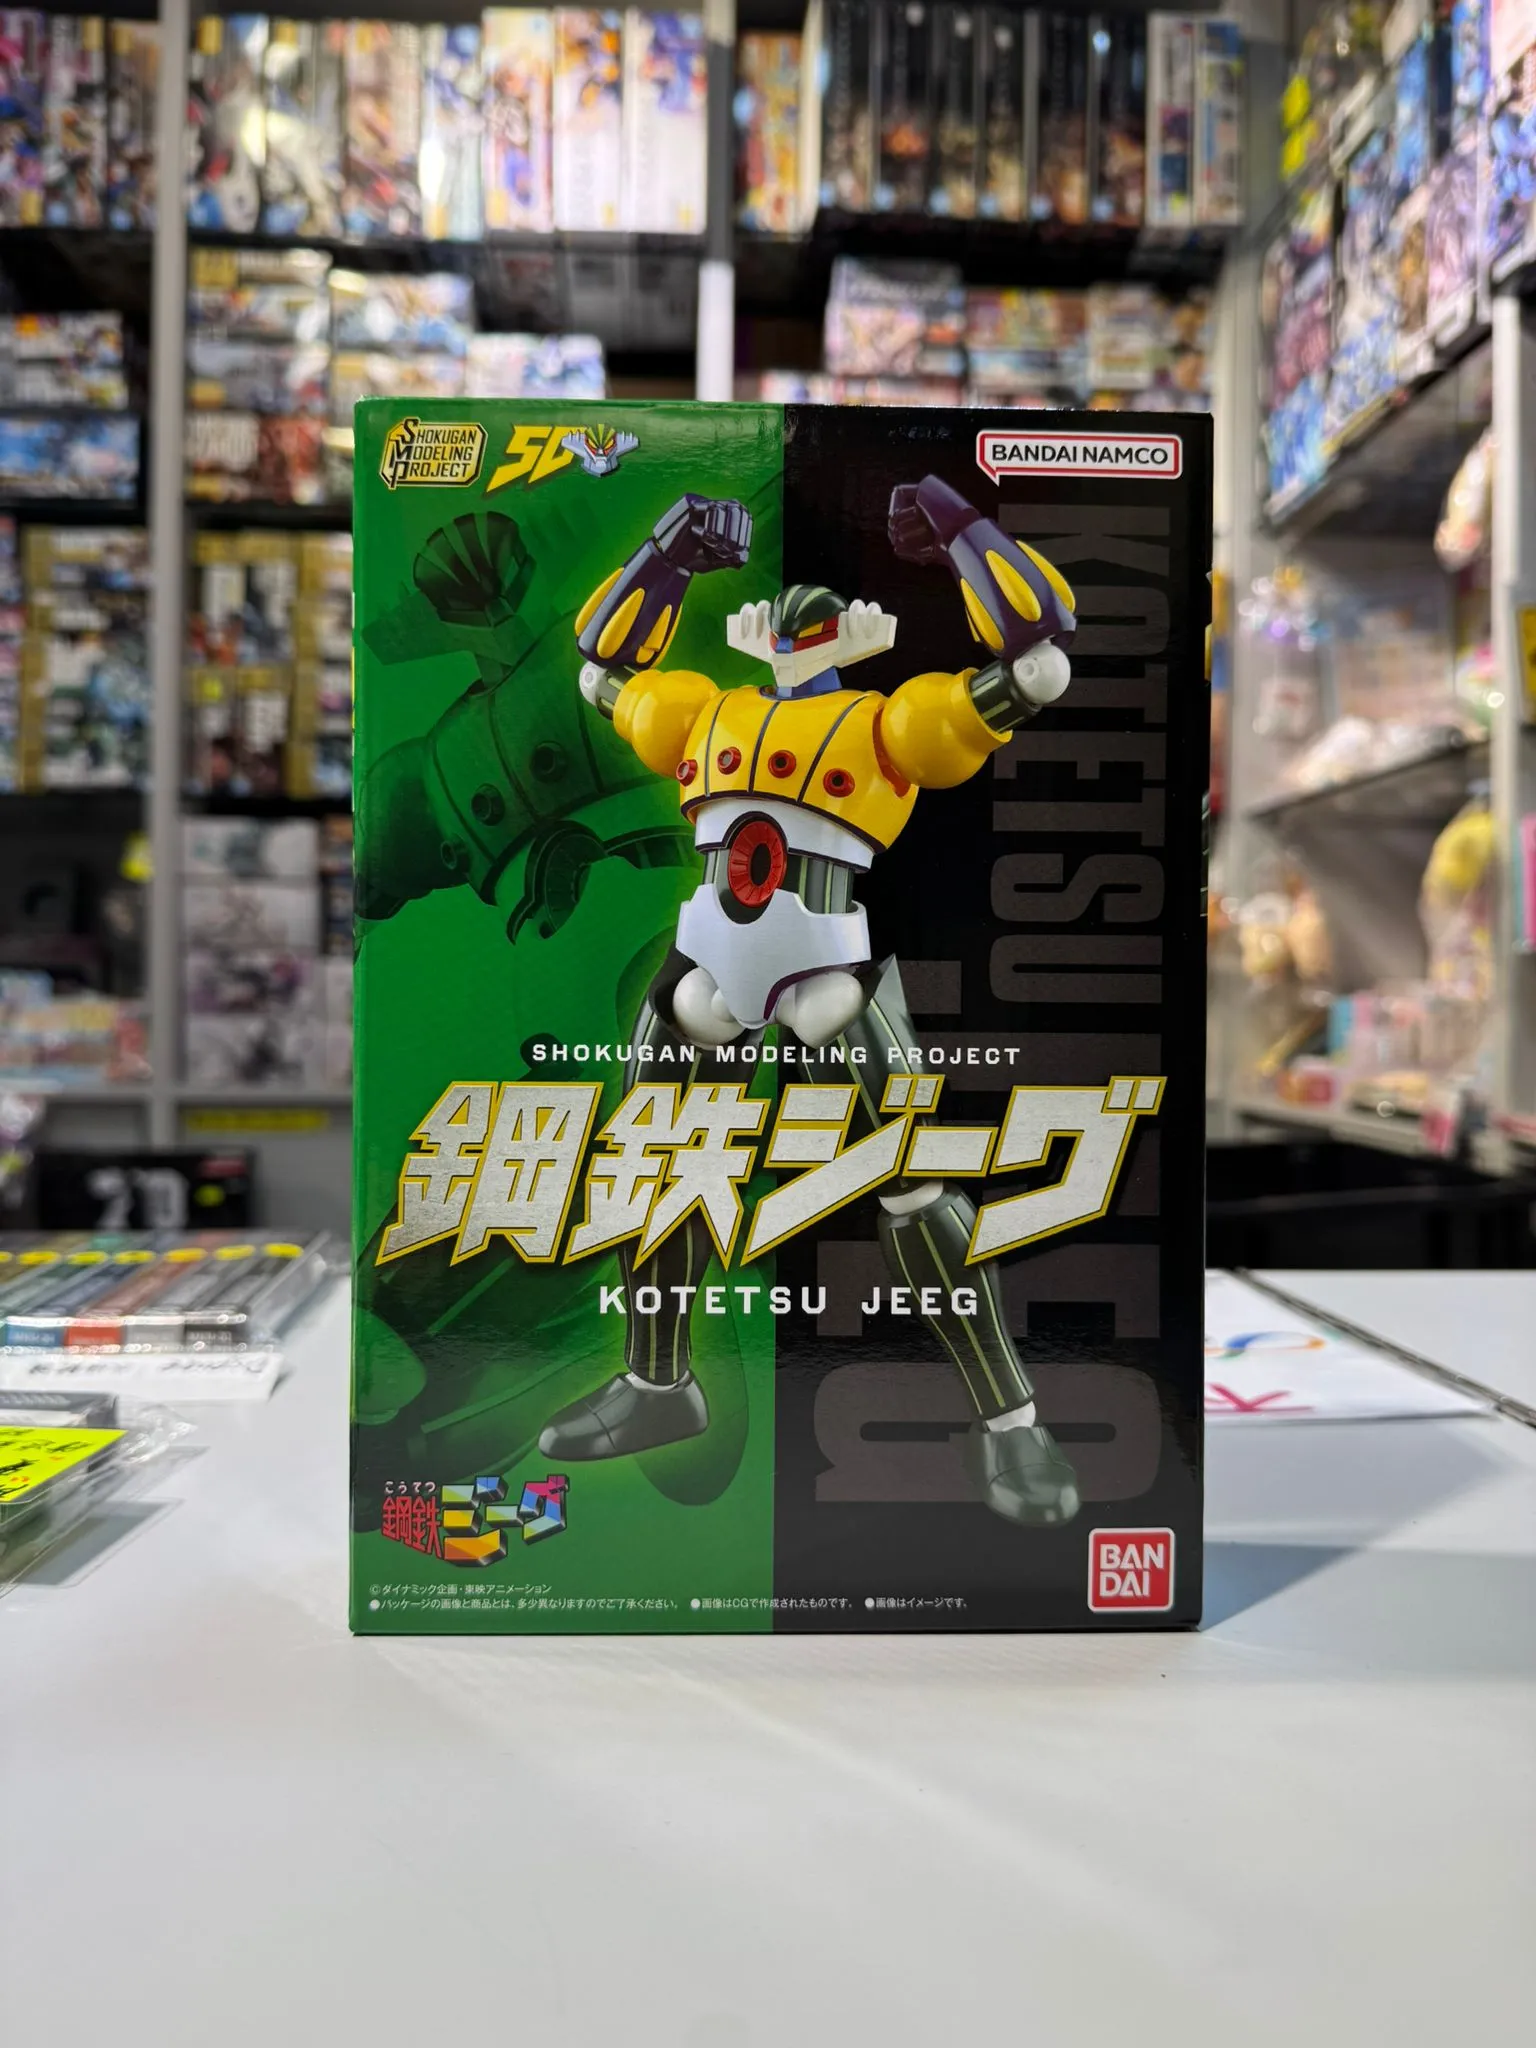 SHOKUGAN
MODELING
PROJECT
50
BANDAI NAMCO
KOTETSU JEEG
SHOKUGAN MODELING PROJECT
鋼鉄ジーグ
KOTETSU JEEG
こうてつ
鋼鉄ジーグ
BAN
DAI
©ダイナミック企画・東映アニメーション
●パッケージの画像と商品とは、多少異なりますのでご了承ください。 ●画像はCGで作成されたものです。 ●画像はイメージです。